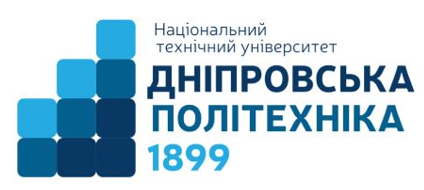 Національний
технічний університет
ДНІПРОВСЬКА
ПОЛІТЕХНІКА
1899